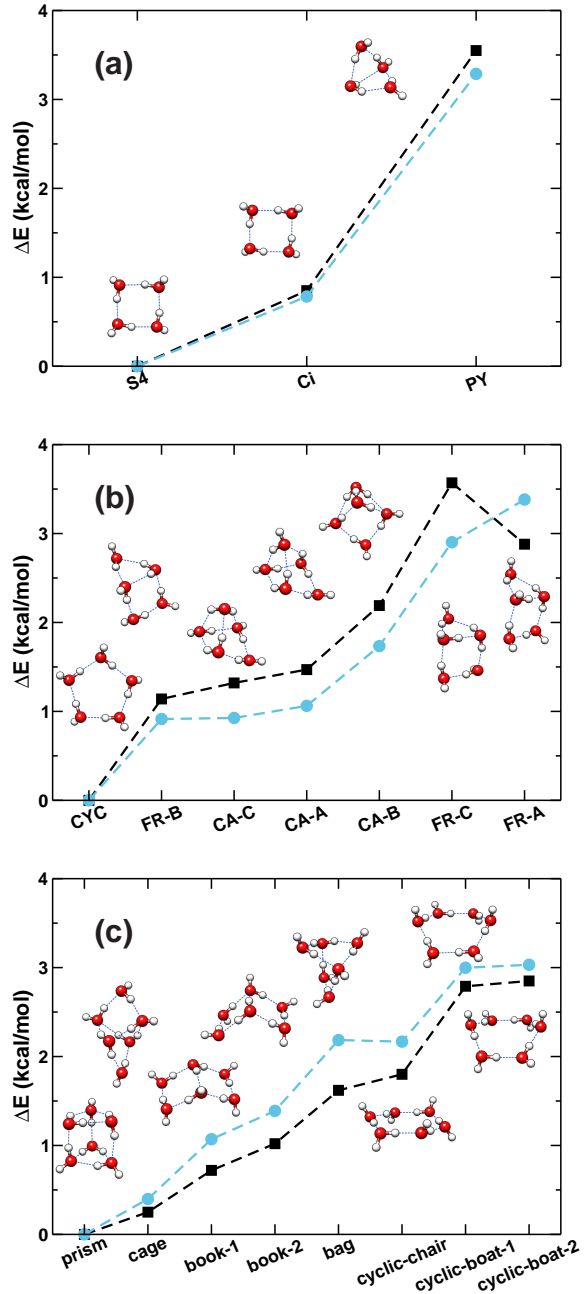 (a)
4
3
2
1
0
ΔE (kcal/mol)
S4
Ci
PY
(b)
4
3
2
1
0
ΔE (kcal/mol)
CYC
FR-B
CA-C
CA-A
CA-B
FR-C
FR-A
(c)
4
3
2
1
0
ΔE (kcal/mol)
prism
cage
book-1
book-2
bag
cyclic-chair
cyclic-boat-1
cyclic-boat-2